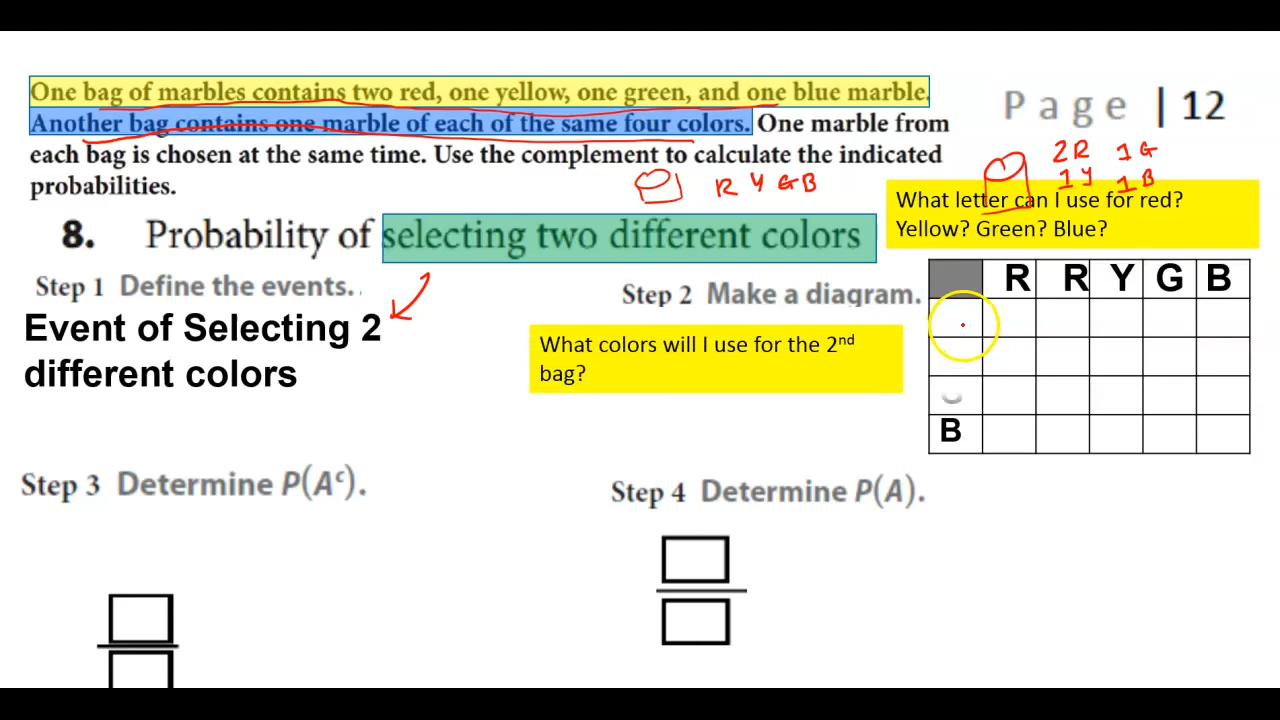 One bag of marbles contains two red, one yellow, one green, and one blue marble.
Another bag contains one marble of each of the same four colors. One marble from
each bag is chosen at the same time. Use the complement to calculate the indicated
probabilities.
Page | 12
2R 1G
1Y 1B
R Y G B
What letter can I use for red?
Yellow? Green? Blue?
8. Probability of selecting two different colors
Step 1 Define the events.
Event of Selecting 2
different colors
Step 2 Make a diagram.
What colors will I use for the 2nd
bag?
R R Y G B
B
Step 3 Determine P(Aᶜ).
Step 4 Determine P(A).